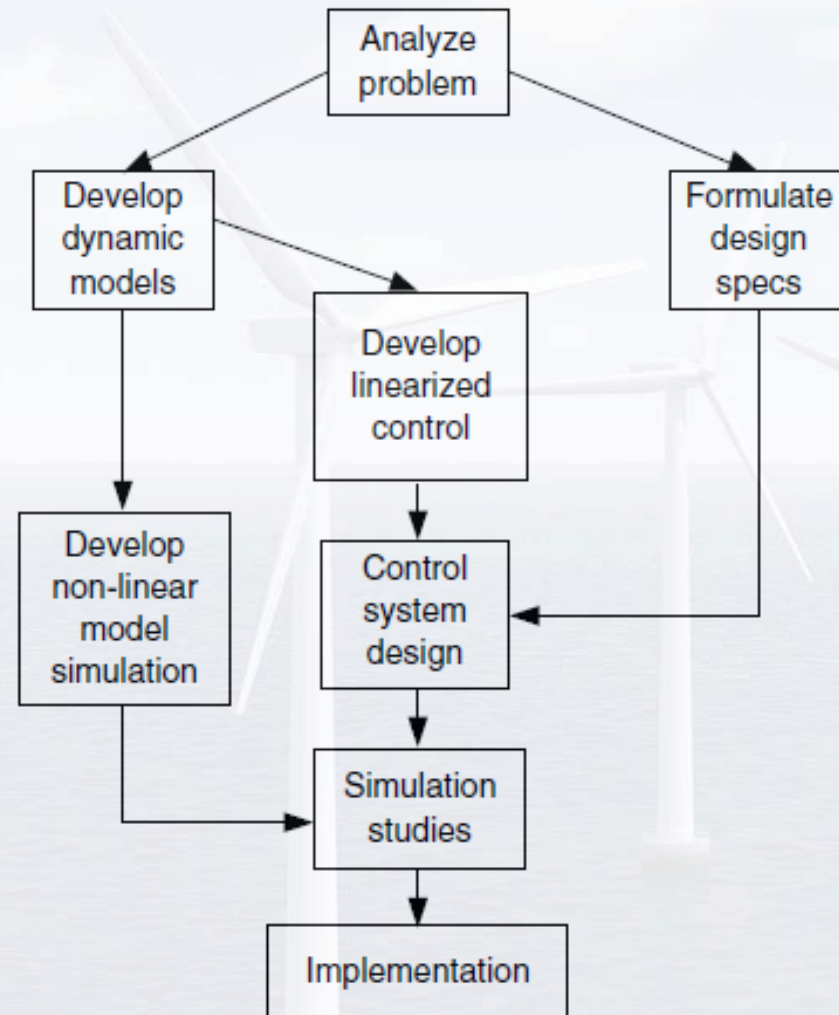 Analyze
problem
Develop
dynamic
models
Formulate
design
specs
Develop
linearized
control
Develop
non-linear
model
simulation
Control
system
design
Simulation
studies
Implementation